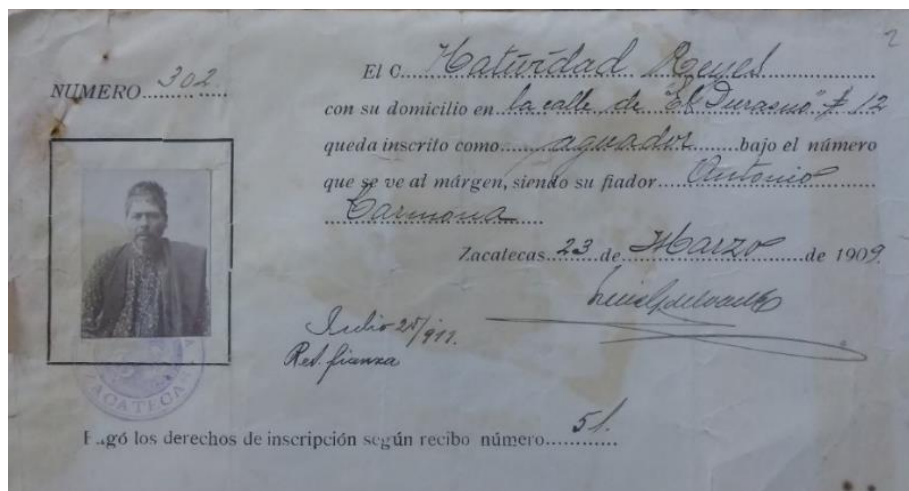 2
NUMERO 302.
El C. Natividad Reyes
con su domicilio en la calle de "El Durasno" # 12
queda inscrito como aguador bajo el número
que se ve al márgen, siendo su fiador Antonio
Carmona
Zacatecas 23 de Marzo de 1909.
Julio 25/911.
Ret. fianza
ZACATECAS
Pagó los derechos de inscripción según recibo número 51.